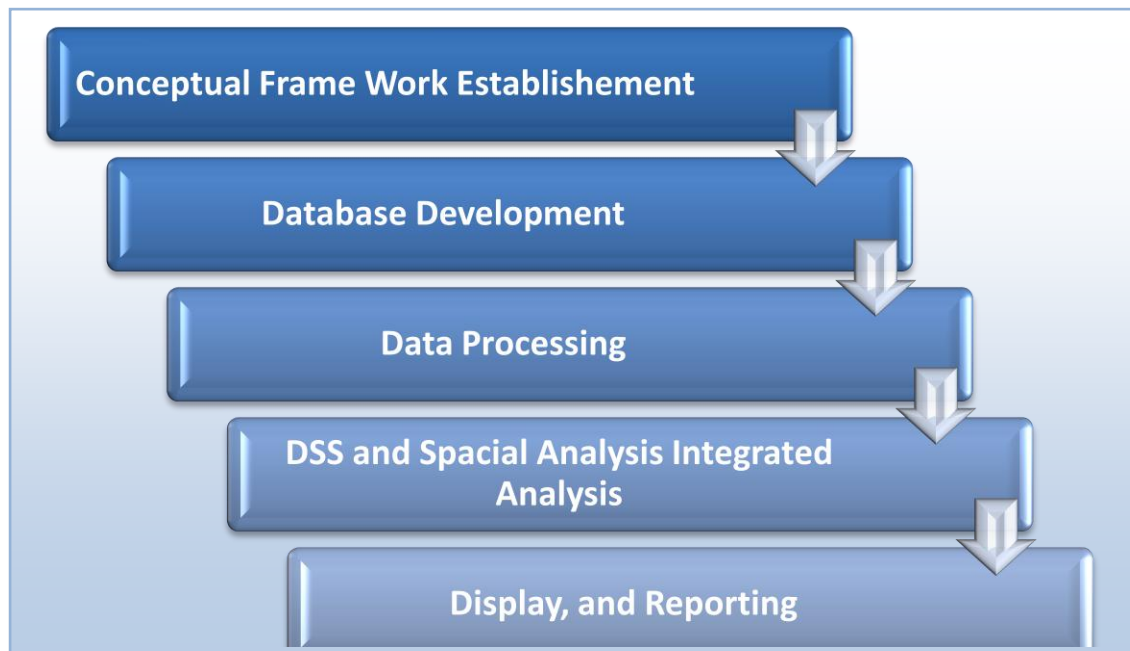 Conceptual Frame Work Establishement
Database Development
Data Processing
DSS and Spacial Analysis Integrated
Analysis
Display, and Reporting